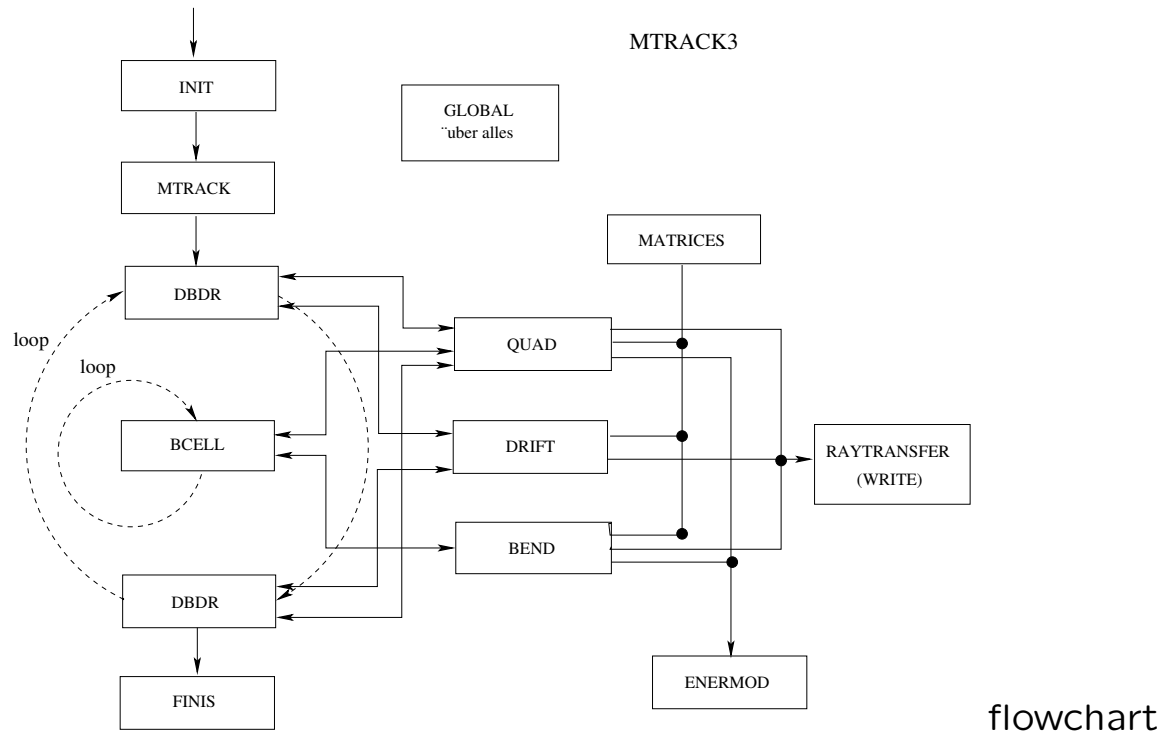 MTRACK3
INIT
GLOBAL
¨uber alles
MTRACK
MATRICES
DBDR
loop
QUAD
loop
BCELL
DRIFT
RAYTRANSFER
(WRITE)
BEND
DBDR
ENERMOD
FINIS
flowchart